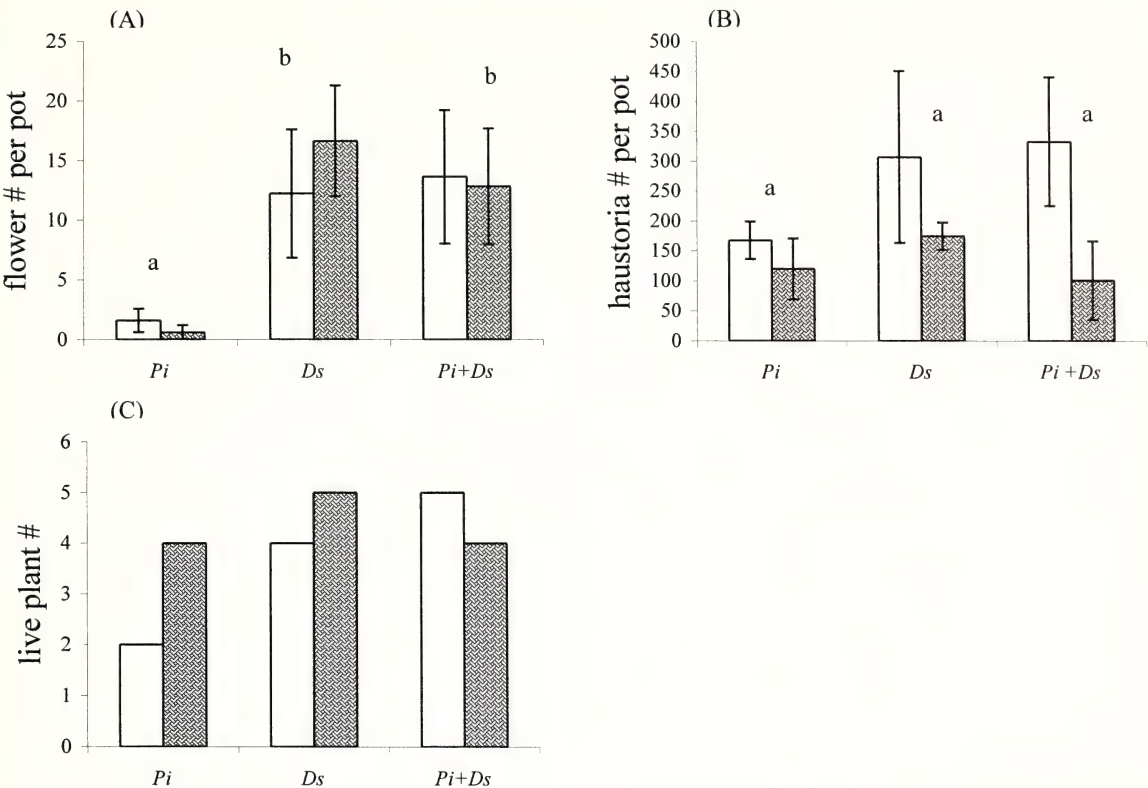 (A)
flower # per pot
25
20
15
10
5
0
a
b
b
Pi
Ds
Pi+Ds
(B)
haustoria # per pot
500
450
400
350
300
250
200
150
100
50
0
a
a
a
Pi
Ds
Pi +Ds
(C)
live plant #
6
5
4
3
2
1
0
Pi
Ds
Pi+Ds